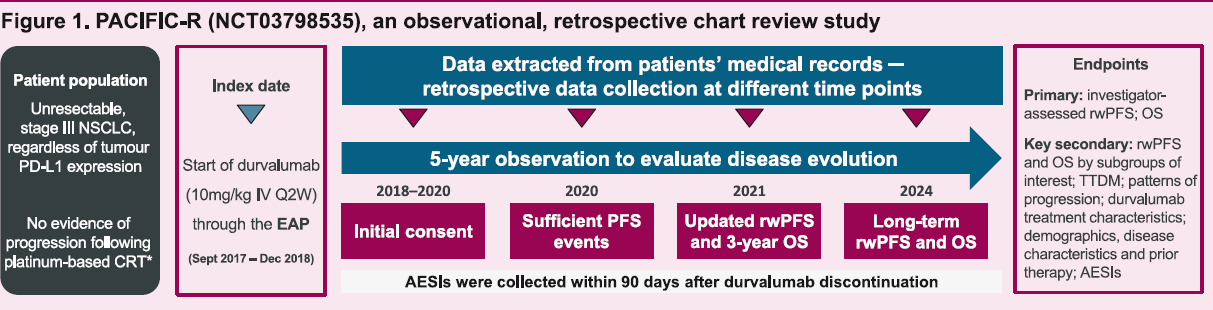 Figure 1. PACIFIC-R (NCT03798535), an observational, retrospective chart review study
Patient population
Unresectable,
stage III NSCLC,
regardless of tumour
PD-L1 expression
No evidence of
progression following
platinum-based CRT*
Index date
Start of durvalumab
(10mg/kg IV Q2W)
through the EAP
(Sept 2017 – Dec 2018)
Data extracted from patients' medical records —
retrospective data collection at different time points
5-year observation to evaluate disease evolution
2018–2020
Initial consent
2020
Sufficient PFS
events
2021
Updated rwPFS
and 3-year OS
2024
Long-term
rwPFS and OS
AESIs were collected within 90 days after durvalumab discontinuation
Endpoints
Primary: investigator-
assessed rwPFS; OS
Key secondary: rwPFS
and OS by subgroups of
interest; TTDM; patterns of
progression; durvalumab
treatment characteristics;
demographics, disease
characteristics and prior
therapy; AESIs